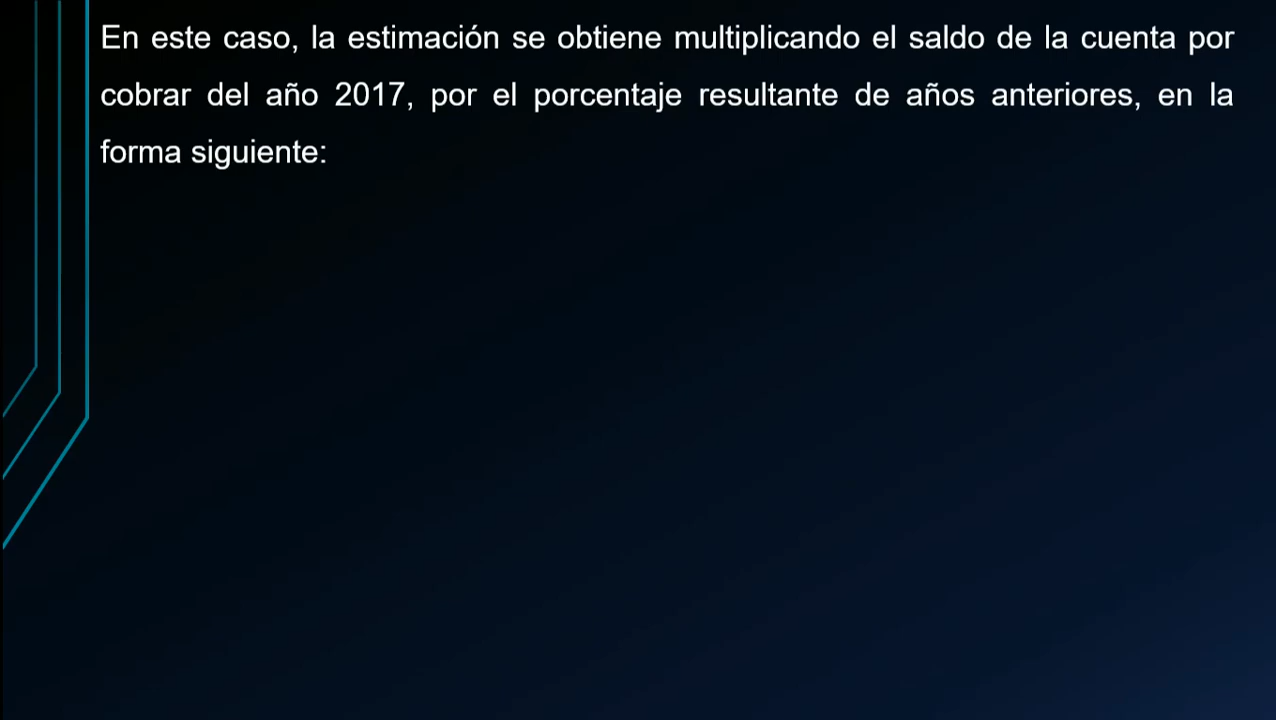 En este caso, la estimación se obtiene multiplicando el saldo de la cuenta por
cobrar del año 2017, por el porcentaje resultante de años anteriores, en la
forma siguiente: